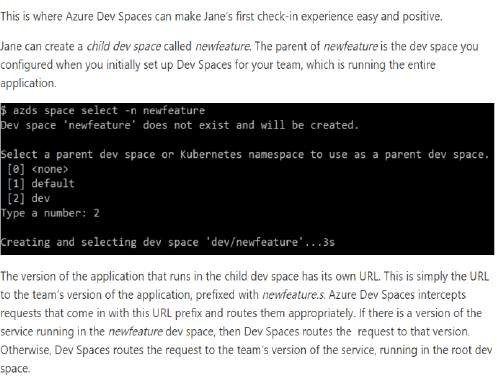 This is where Azure Dev Spaces can make Jane's first check-in experience easy and positive.
Jane can create a child dev space called newfeature. The parent of newfeature is the dev space you
configured when you initially set up Dev Spaces for your team, which is running the entire
application.
$ azds space select -n newfeature
Dev space 'newfeature' does not exist and will be created.
Select a parent dev space or Kubernetes namespace to use as a parent dev space.
[0] <none>
[1] default
[2] dev
Type a number: 2
Creating and selecting dev space 'dev/newfeature'...3s
The version of the application that runs in the child dev space has its own URL. This is simply the URL
to the team's version of the application, prefixed with newfeature.s. Azure Dev Spaces intercepts
requests that come in with this URL prefix and routes them appropriately. If there is a version of the
service running in the newfeature dev space, then Dev Spaces routes the request to that version.
Otherwise, Dev Spaces routes the request to the team's version of the service, running in the root dev
space.